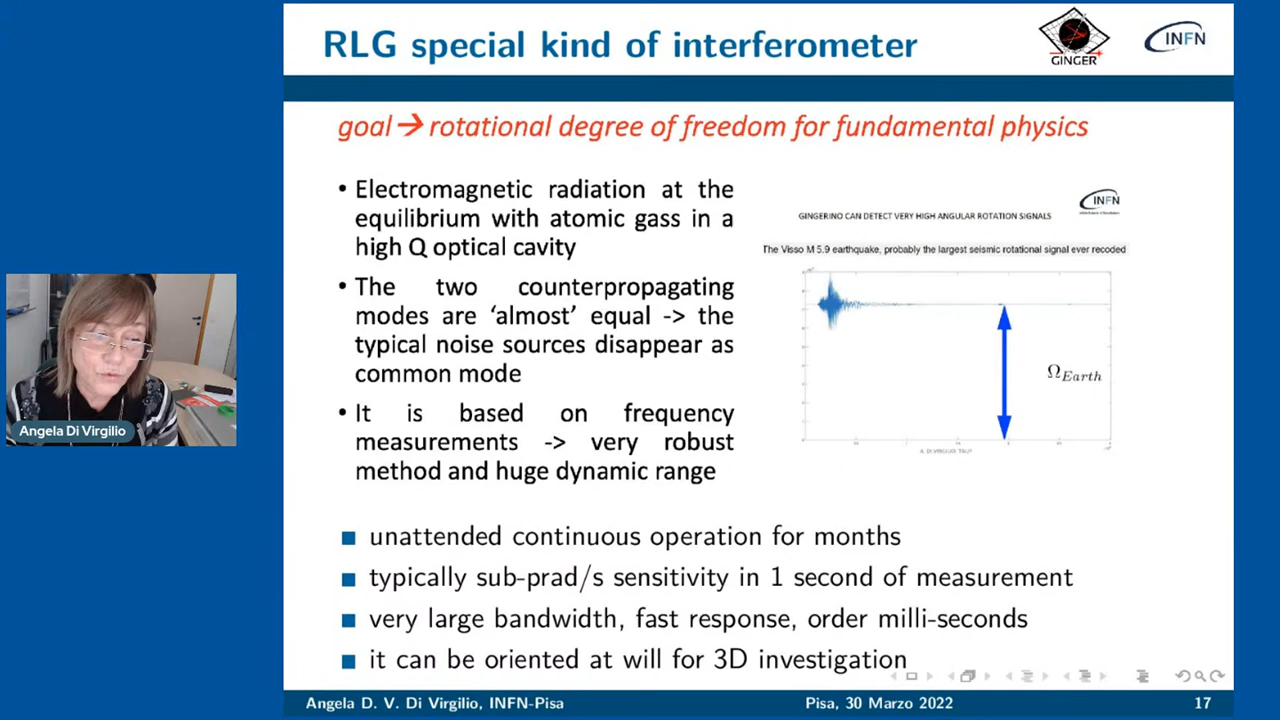 RLG special kind of interferometer
GINGER
INFN
goal → rotational degree of freedom for fundamental physics
• Electromagnetic radiation at the
equilibrium with atomic gass in a
high Q optical cavity
• The two counterpropagating
modes are ‘almost’ equal -> the
typical noise sources disappear as
common mode
• It is based on frequency
measurements -> very robust
method and huge dynamic range
INFN
GINGERINO CAN DETECT VERY HIGH ANGULAR ROTATION SIGNALS
The Visso M 5.9 earthquake, probably the largest seismic rotational signal ever recoded
Ω Earth
unattended continuous operation for months
typically sub-prad/s sensitivity in 1 second of measurement
very large bandwidth, fast response, order milli-seconds
it can be oriented at will for 3D investigation
Angela D. V. Di Virgilio, INFN-Pisa
Pisa, 30 Marzo 2022
17
Angela Di Virgilio